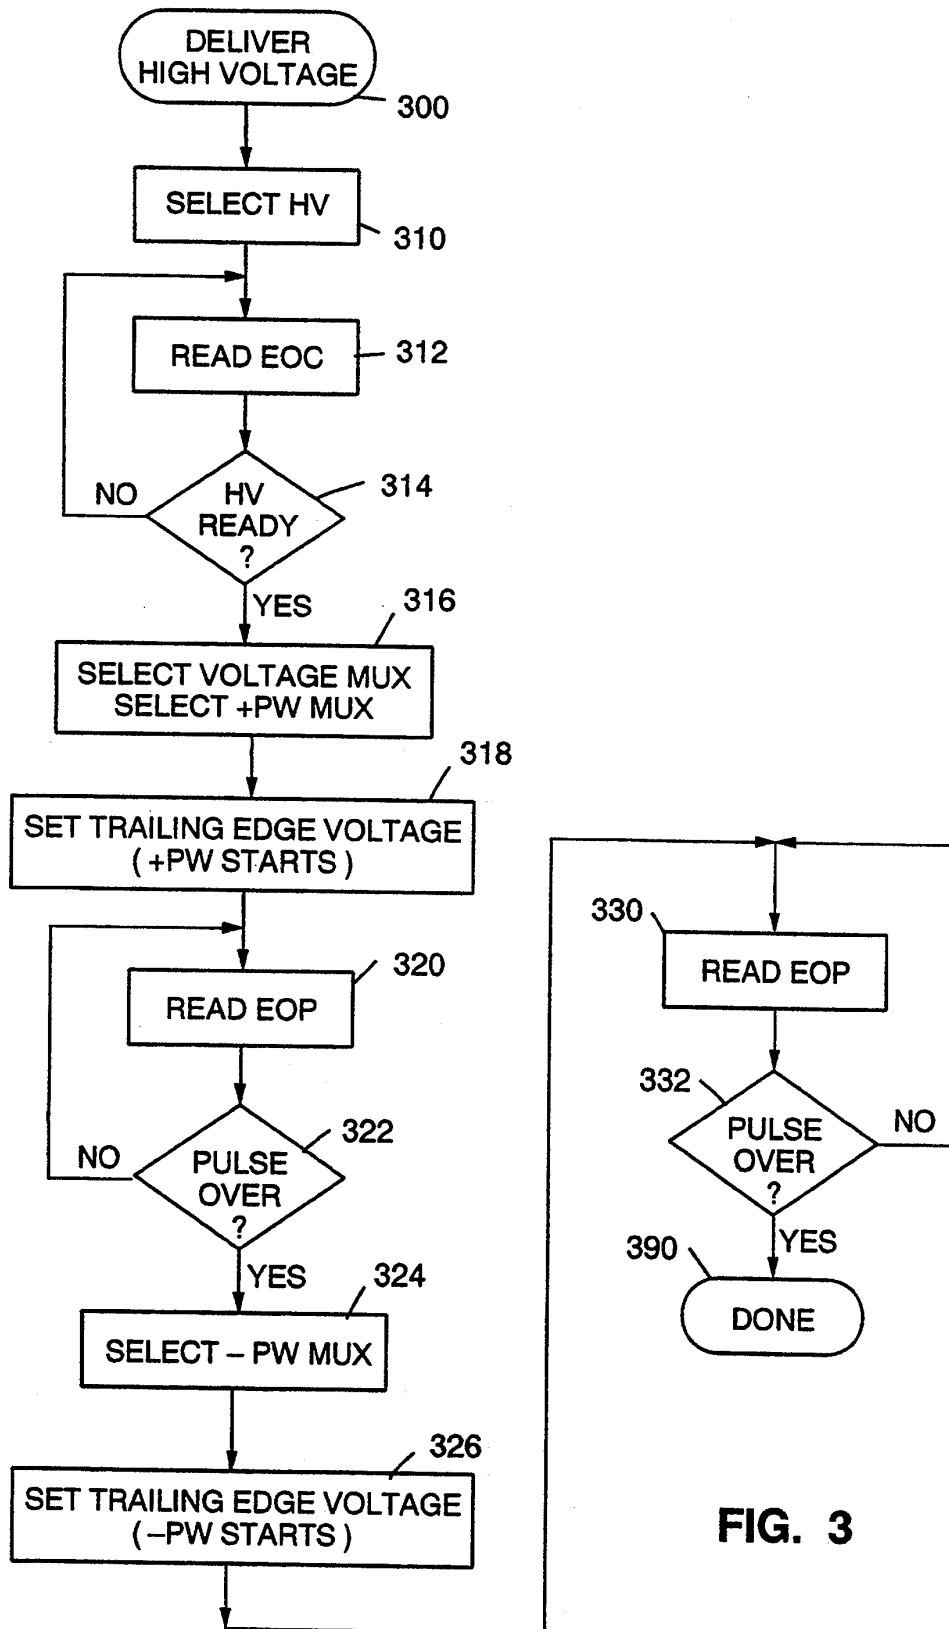 DELIVER
HIGH VOLTAGE
300
SELECT HV
310
READ EOC
312
HV
READY
?
314
NO
YES
316
SELECT VOLTAGE MUX
SELECT +PW MUX
318
SET TRAILING EDGE VOLTAGE
(+PW STARTS)
320
READ EOP
322
PULSE
OVER
?
NO
YES
324
SELECT – PW MUX
326
SET TRAILING EDGE VOLTAGE
(–PW STARTS)
330
READ EOP
332
PULSE
OVER
?
NO
YES
390
DONE
FIG. 3